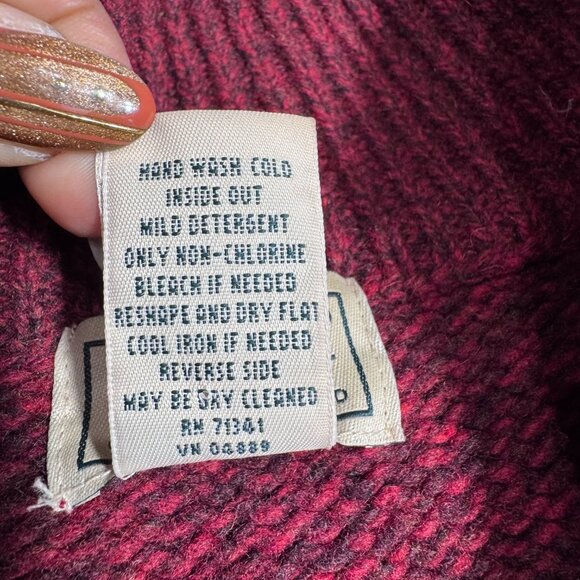 HAND WASH COLD
INSIDE OUT
MILD DETERGENT
ONLY NON-CHLORINE
BLEACH IF NEEDED
RESHAPE AND DRY FLAT
COOL IRON IF NEEDED
REVERSE SIDE
MAY BE DRY CLEANED
RN 71341
VN 04889